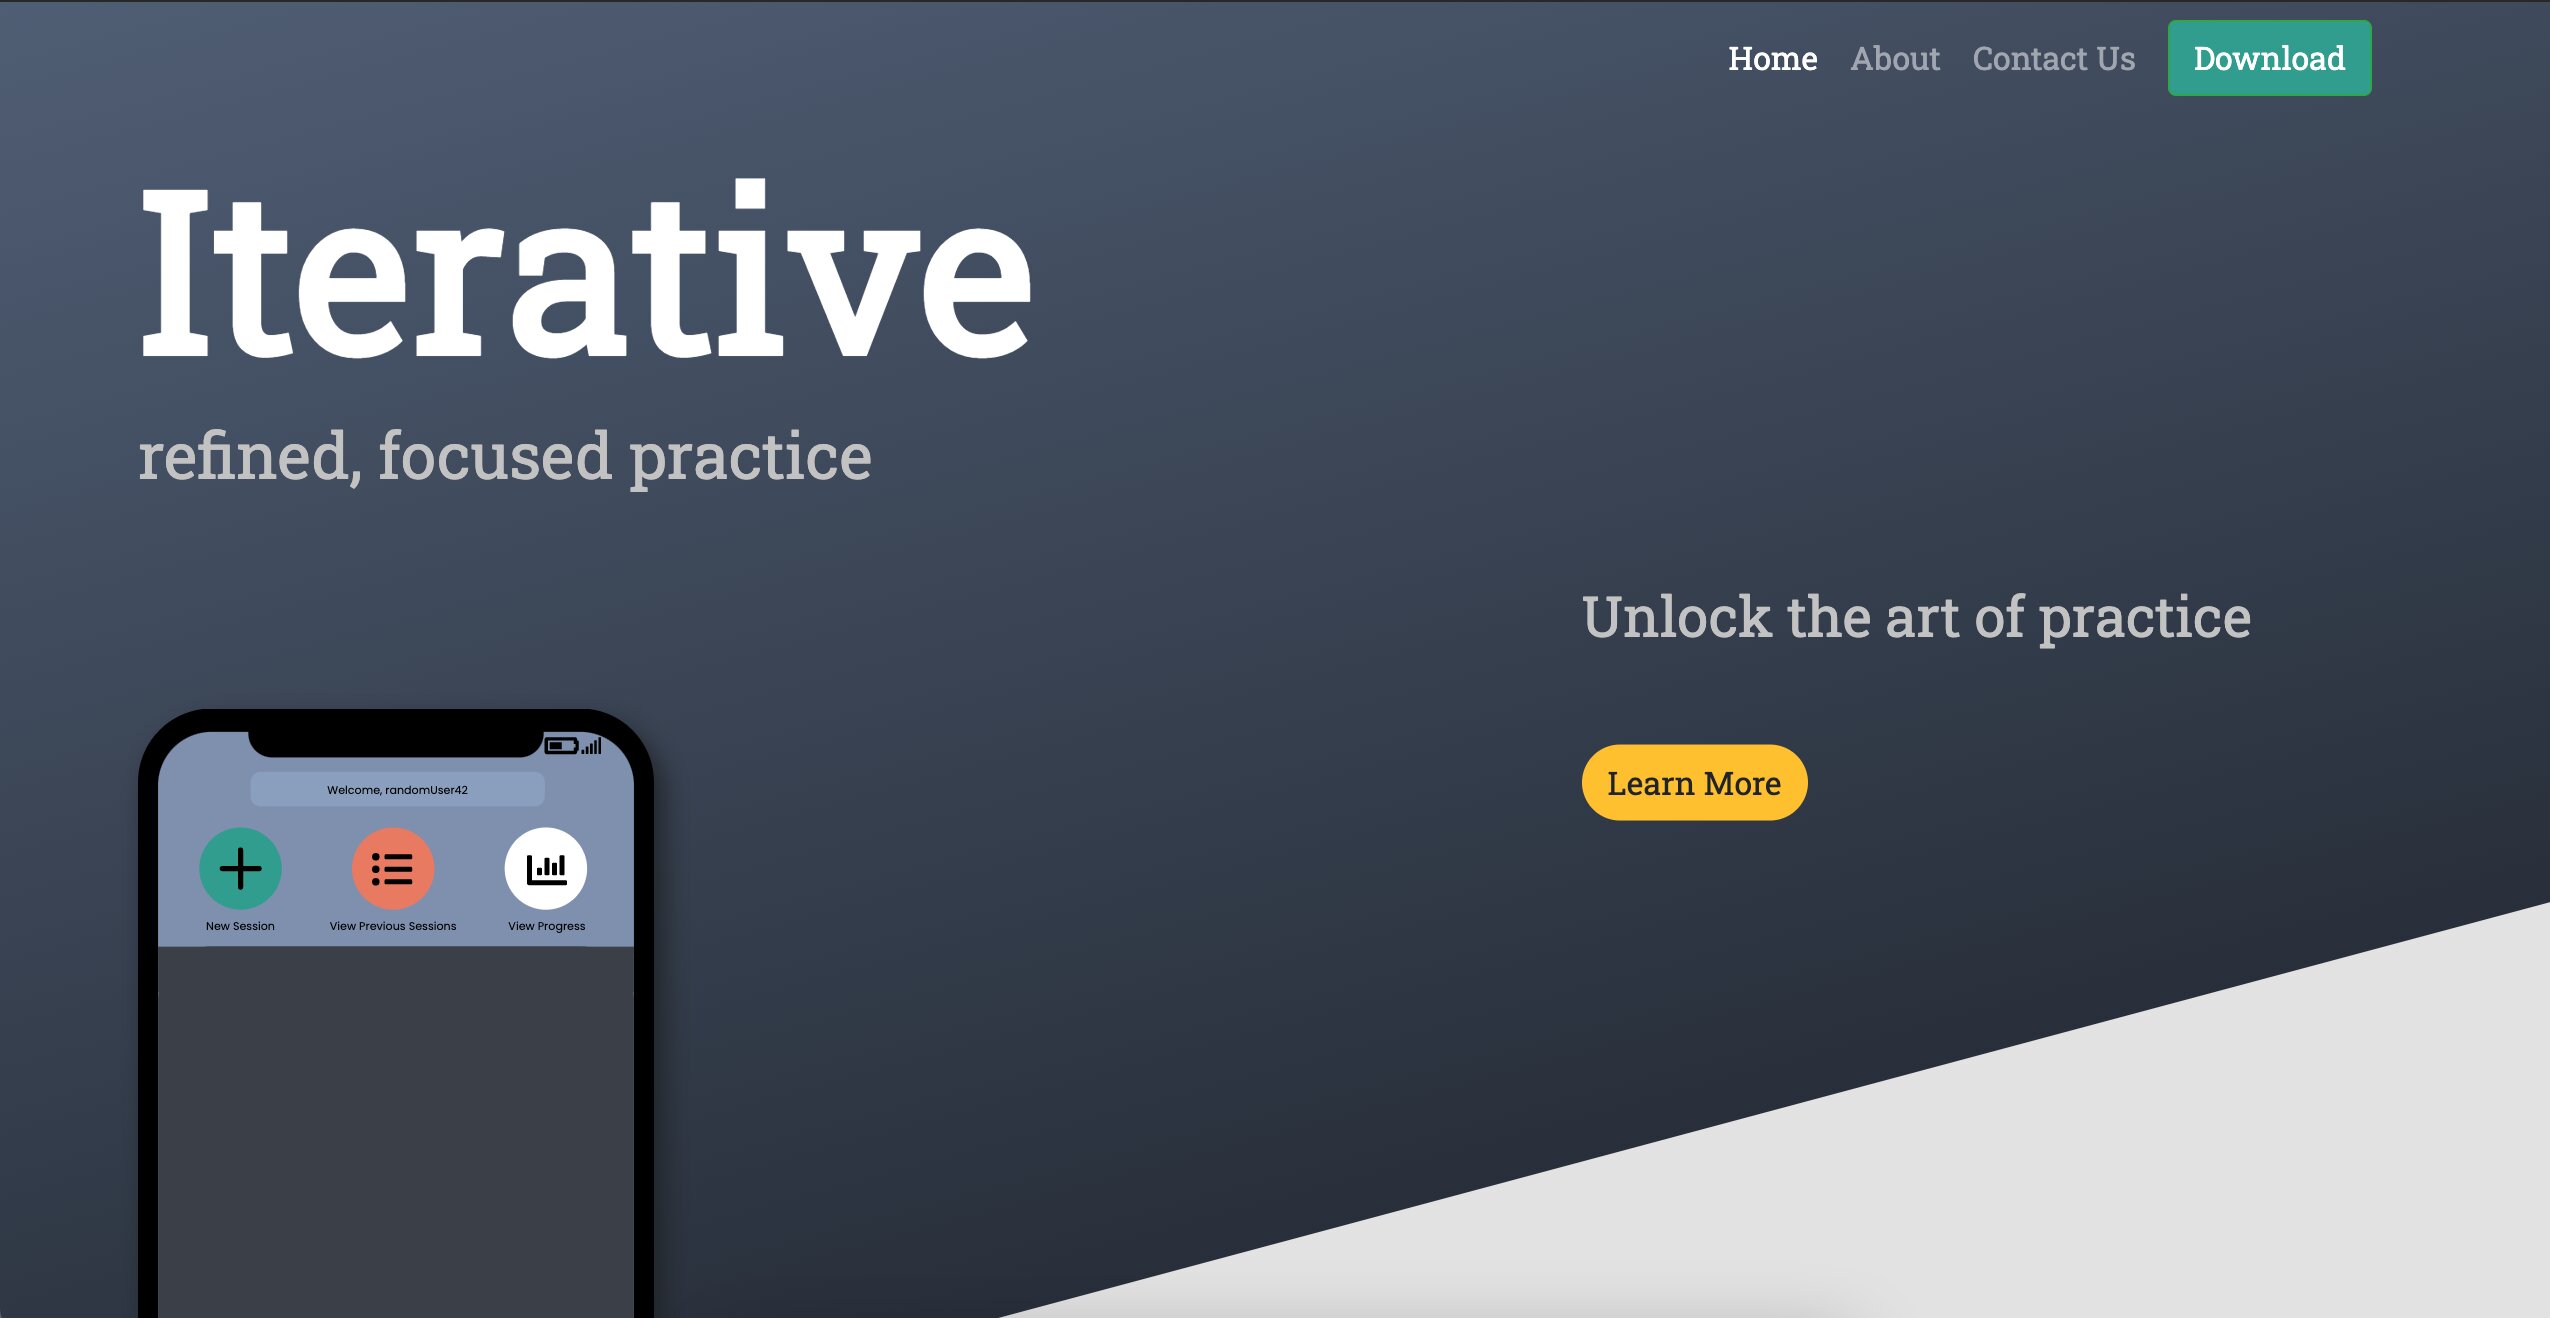 Home About Contact Us Download
Iterative
refined, focused practice
Unlock the art of practice
Learn More
Welcome, randomUser42
New Session View Previous Sessions View Progress